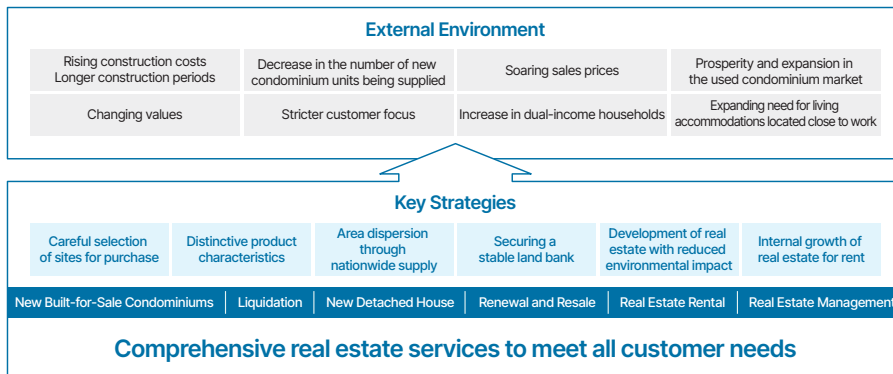 External Environment
Rising construction costs
Longer construction periods
Decrease in the number of new
condominium units being supplied
Soaring sales prices
Prosperity and expansion in
the used condominium market
Changing values
Stricter customer focus
Increase in dual-income households
Expanding need for living
accommodations located close to work
Key Strategies
Careful selection
of sites for purchase
Distinctive product
characteristics
Area dispersion
through
nationwide supply
Securing a
stable land bank
Development of real
estate with reduced
environmental impact
Internal growth of
real estate for rent
New Built-for-Sale Condominiums
Liquidation
New Detached House
Renewal and Resale
Real Estate Rental
Real Estate Management
Comprehensive real estate services to meet all customer needs